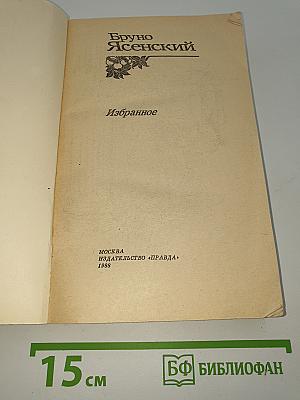 Бруно
Ясенский
Избранное
МОСКВА
ИЗДАТЕЛЬСТВО «ПРАВДА»
1988
15 см
БФ БИБЛИОФАН